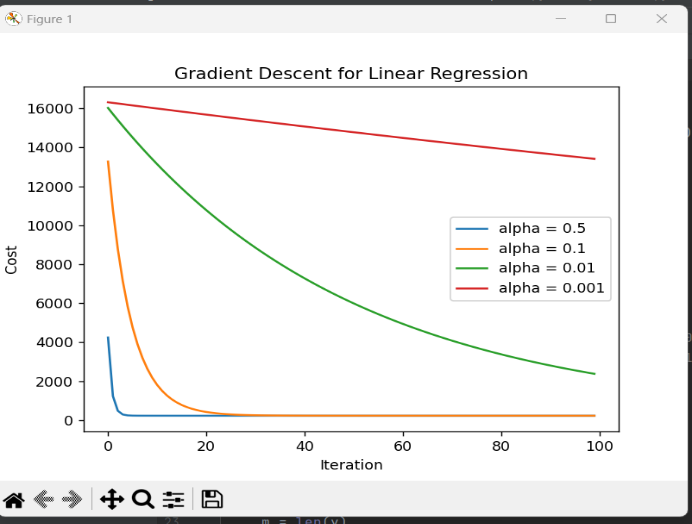 Figure 1
Gradient Descent for Linear Regression
16000
14000
12000
10000
8000
6000
4000
2000
0
Cost
alpha = 0.5
alpha = 0.1
alpha = 0.01
alpha = 0.001
0 20 40 60 80 100
Iteration
23 m = len(y)